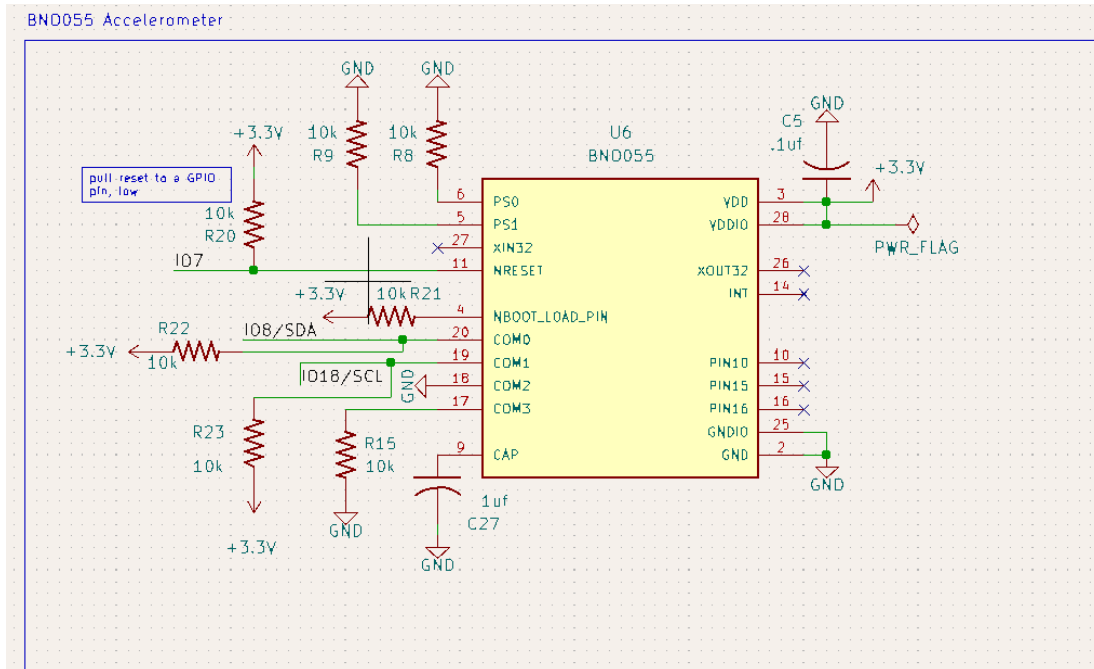 BNO055 Accelerometer
GND
GND
GND
+3.3V
10k
R9
10k
R8
U6
BNO055
C5
.1uf
+3.3V
pull reset to a GPIO
pin, low
10k
R20
6
PS0
VDD
3
5
PS1
VDDIO
28
PWR_FLAG
27
XIN32
IO7
11
NRESET
XOUT32
26
INT
14
+3.3V
10k
R21
4
NBOOT_LOAD_PIN
R22
10k
+3.3V
IO8/SDA
20
COM0
19
COM1
PIN10
10
IO18/SCL
GND
18
COM2
PIN15
15
17
COM3
PIN16
16
R23
10k
+3.3V
R15
10k
GND
GNDIO
25
9
CAP
GND
2
GND
1uf
C27
GND